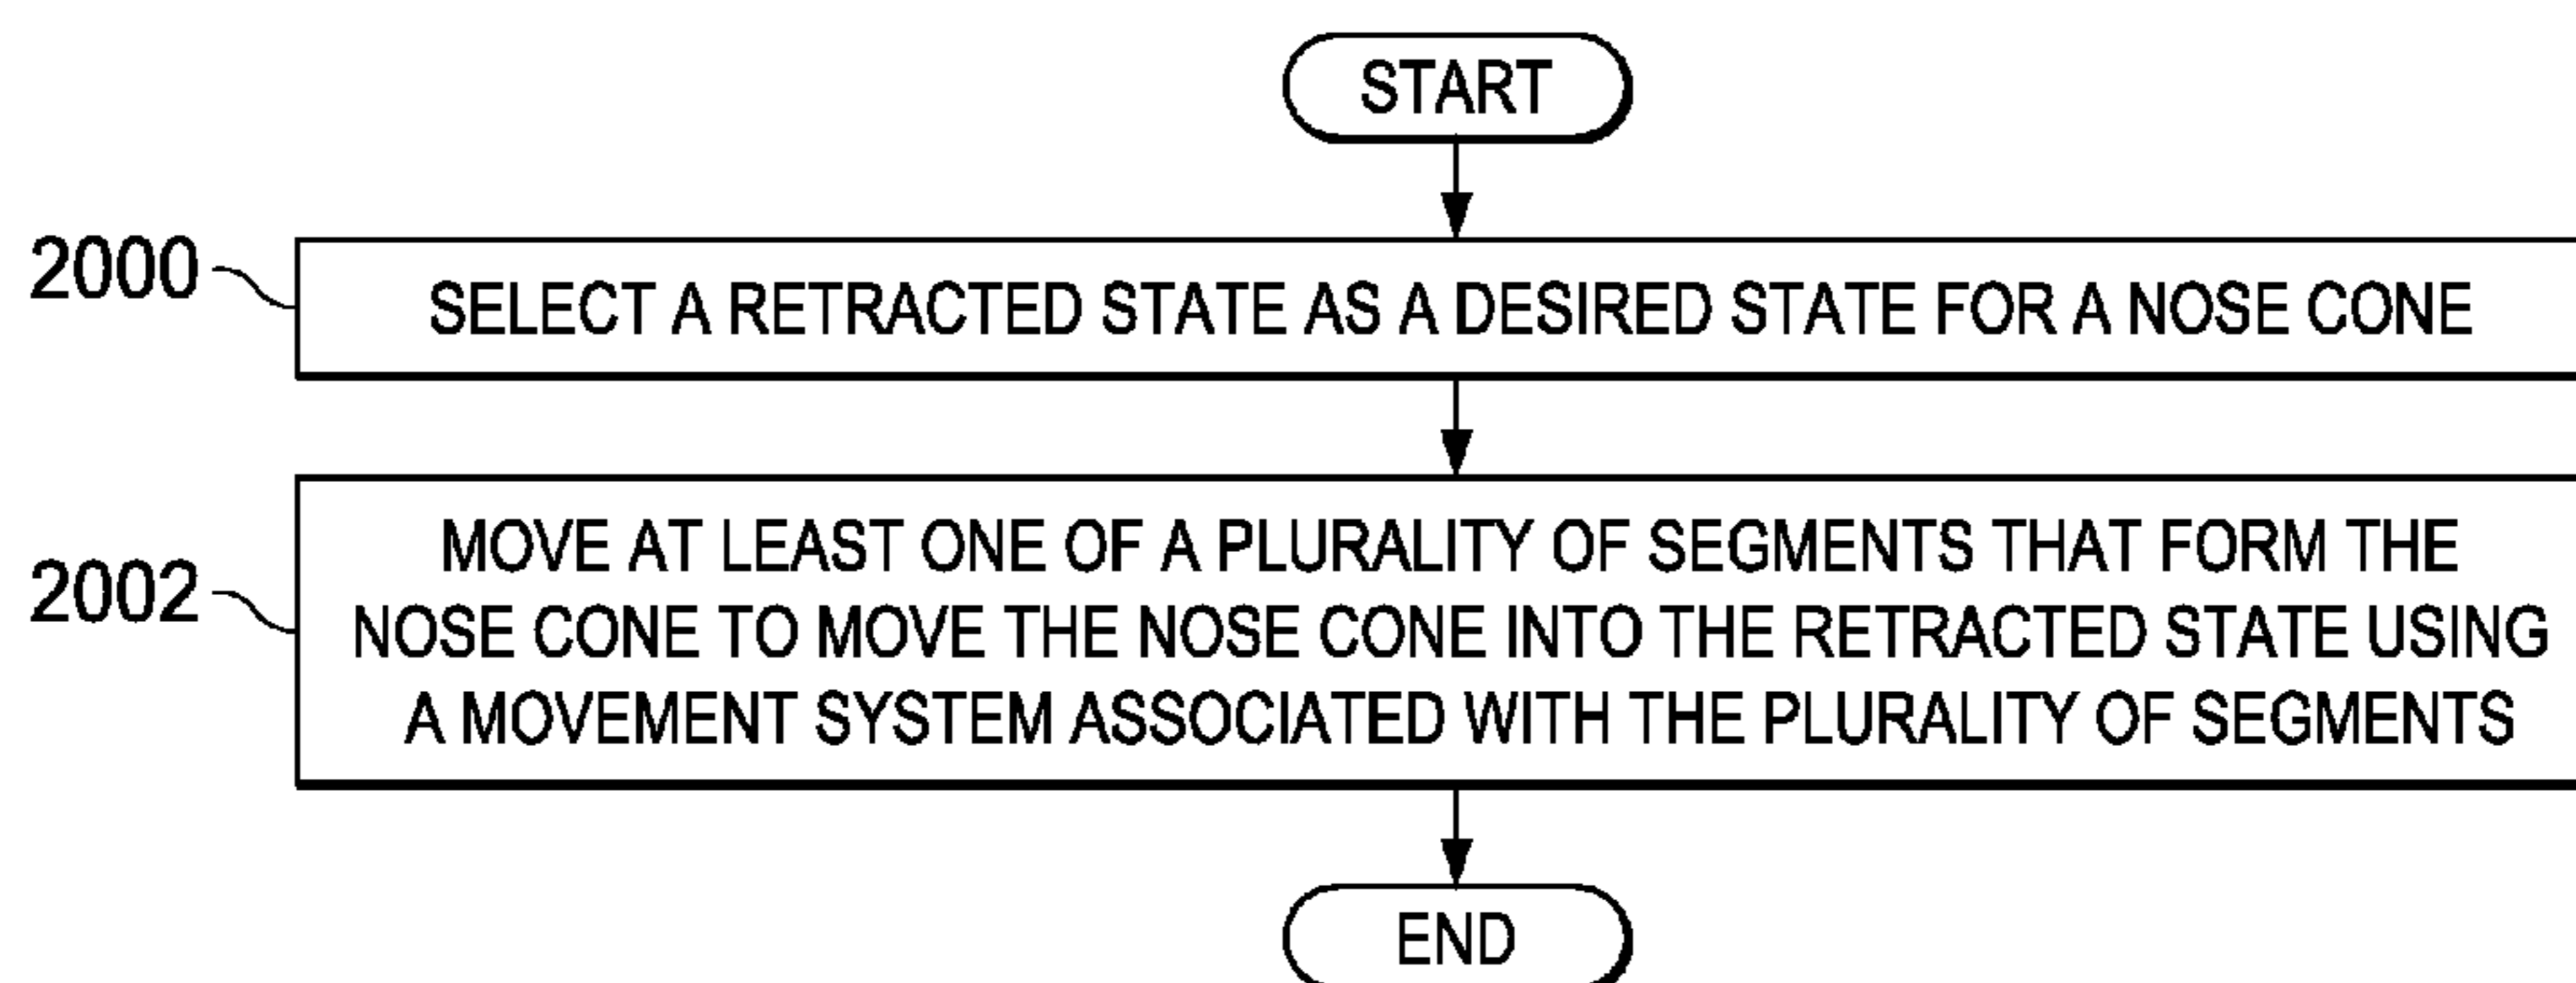 START
2000
SELECT A RETRACTED STATE AS A DESIRED STATE FOR A NOSE CONE
2002
MOVE AT LEAST ONE OF A PLURALITY OF SEGMENTS THAT FORM THE
NOSE CONE TO MOVE THE NOSE CONE INTO THE RETRACTED STATE USING
A MOVEMENT SYSTEM ASSOCIATED WITH THE PLURALITY OF SEGMENTS
END